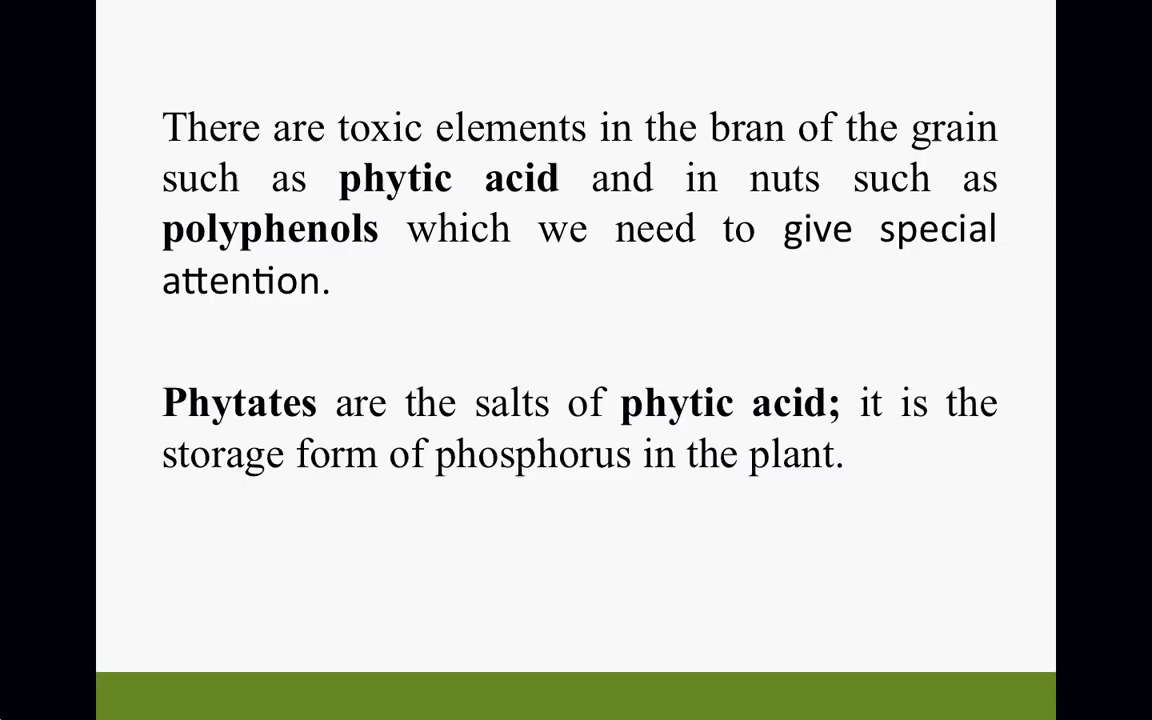 There are toxic elements in the bran of the grain
such as phytic acid and in nuts such as
polyphenols which we need to give special
attention.
Phytates are the salts of phytic acid; it is the
storage form of phosphorus in the plant.